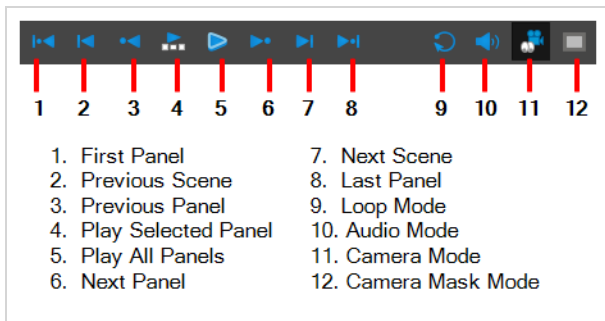 1 2 3 4 5 6 7 8 9 10 11 12
1. First Panel
2. Previous Scene
3. Previous Panel
4. Play Selected Panel
5. Play All Panels
6. Next Panel
7. Next Scene
8. Last Panel
9. Loop Mode
10. Audio Mode
11. Camera Mode
12. Camera Mask Mode